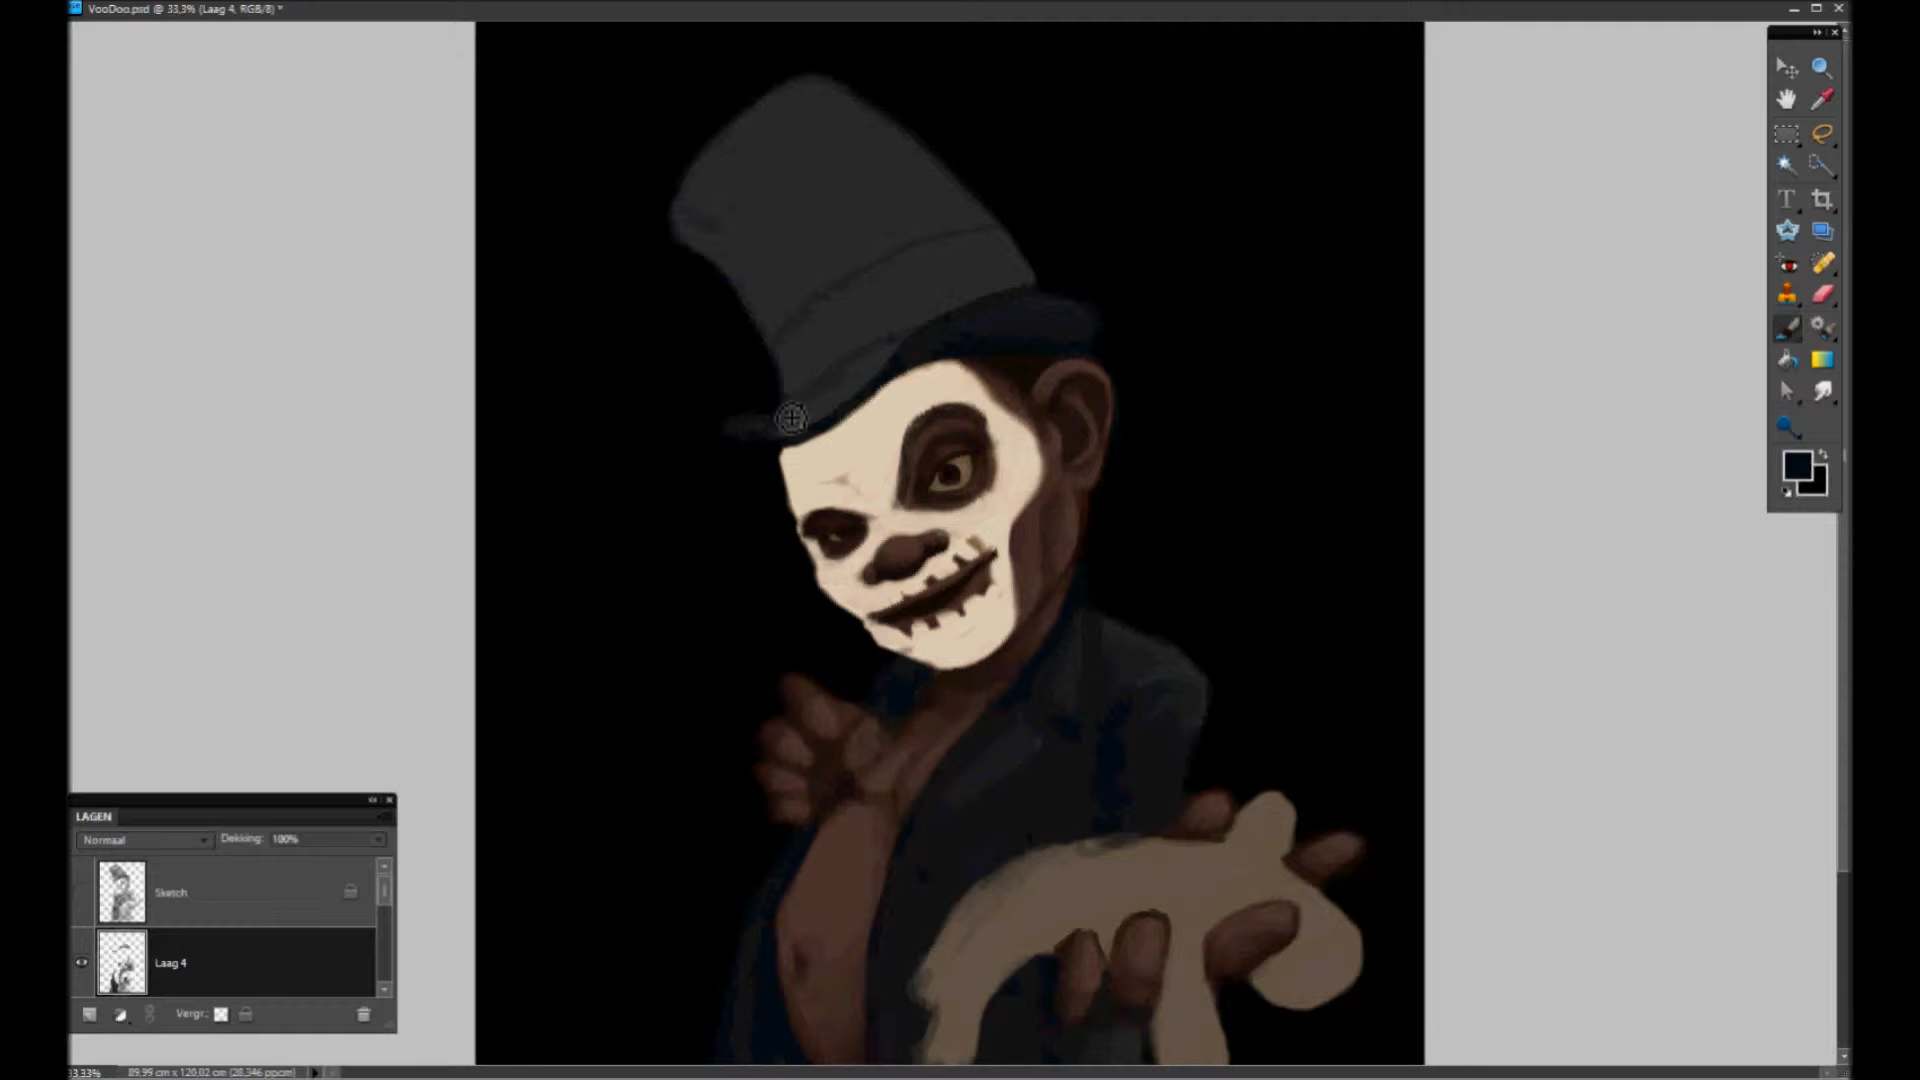 VooDoo.psd @ 33,3% (Laag 4, RGB/8) *
LAGEN
Normaal
Dekking: 100%
Sketch
Laag 4
Vergr.:
33,33%
89,99 cm x 120,02 cm (28,346 ppcm)